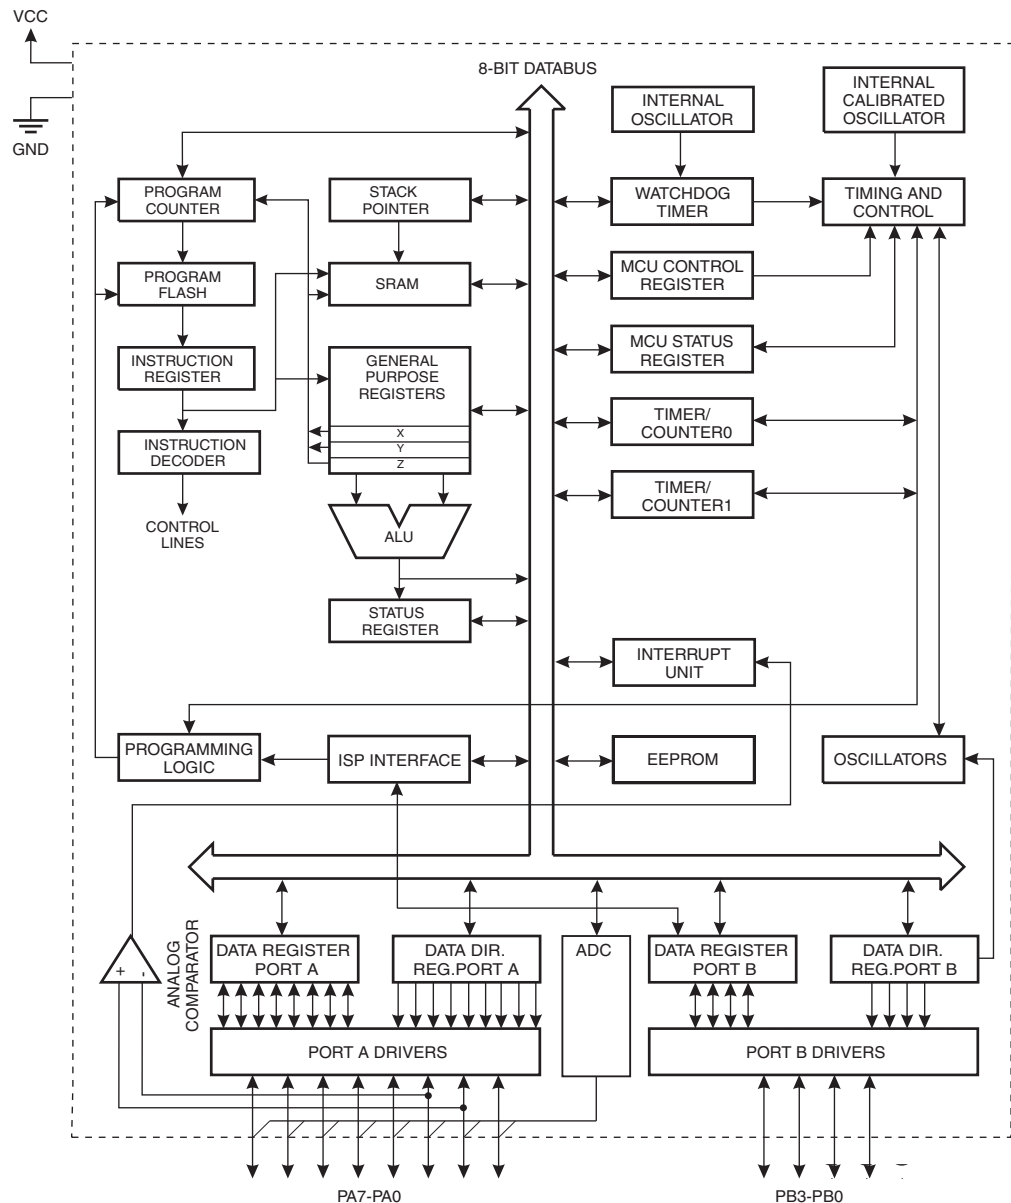 VCC
8-BIT DATABUS
GND
INTERNAL
OSCILLATOR
INTERNAL
CALIBRATED
OSCILLATOR
PROGRAM
COUNTER
STACK
POINTER
WATCHDOG
TIMER
TIMING AND
CONTROL
PROGRAM
FLASH
SRAM
MCU CONTROL
REGISTER
INSTRUCTION
REGISTER
GENERAL
PURPOSE
REGISTERS
X
Y
Z
MCU STATUS
REGISTER
INSTRUCTION
DECODER
TIMER/
COUNTER0
CONTROL
LINES
ALU
TIMER/
COUNTER1
STATUS
REGISTER
INTERRUPT
UNIT
PROGRAMMING
LOGIC
ISP INTERFACE
EEPROM
OSCILLATORS
ANALOG
COMPARATOR
+
-
DATA REGISTER
PORT A
DATA DIR.
REG.PORT A
ADC
DATA REGISTER
PORT B
DATA DIR.
REG.PORT B
PORT A DRIVERS
PORT B DRIVERS
PA7-PA0
PB3-PB0